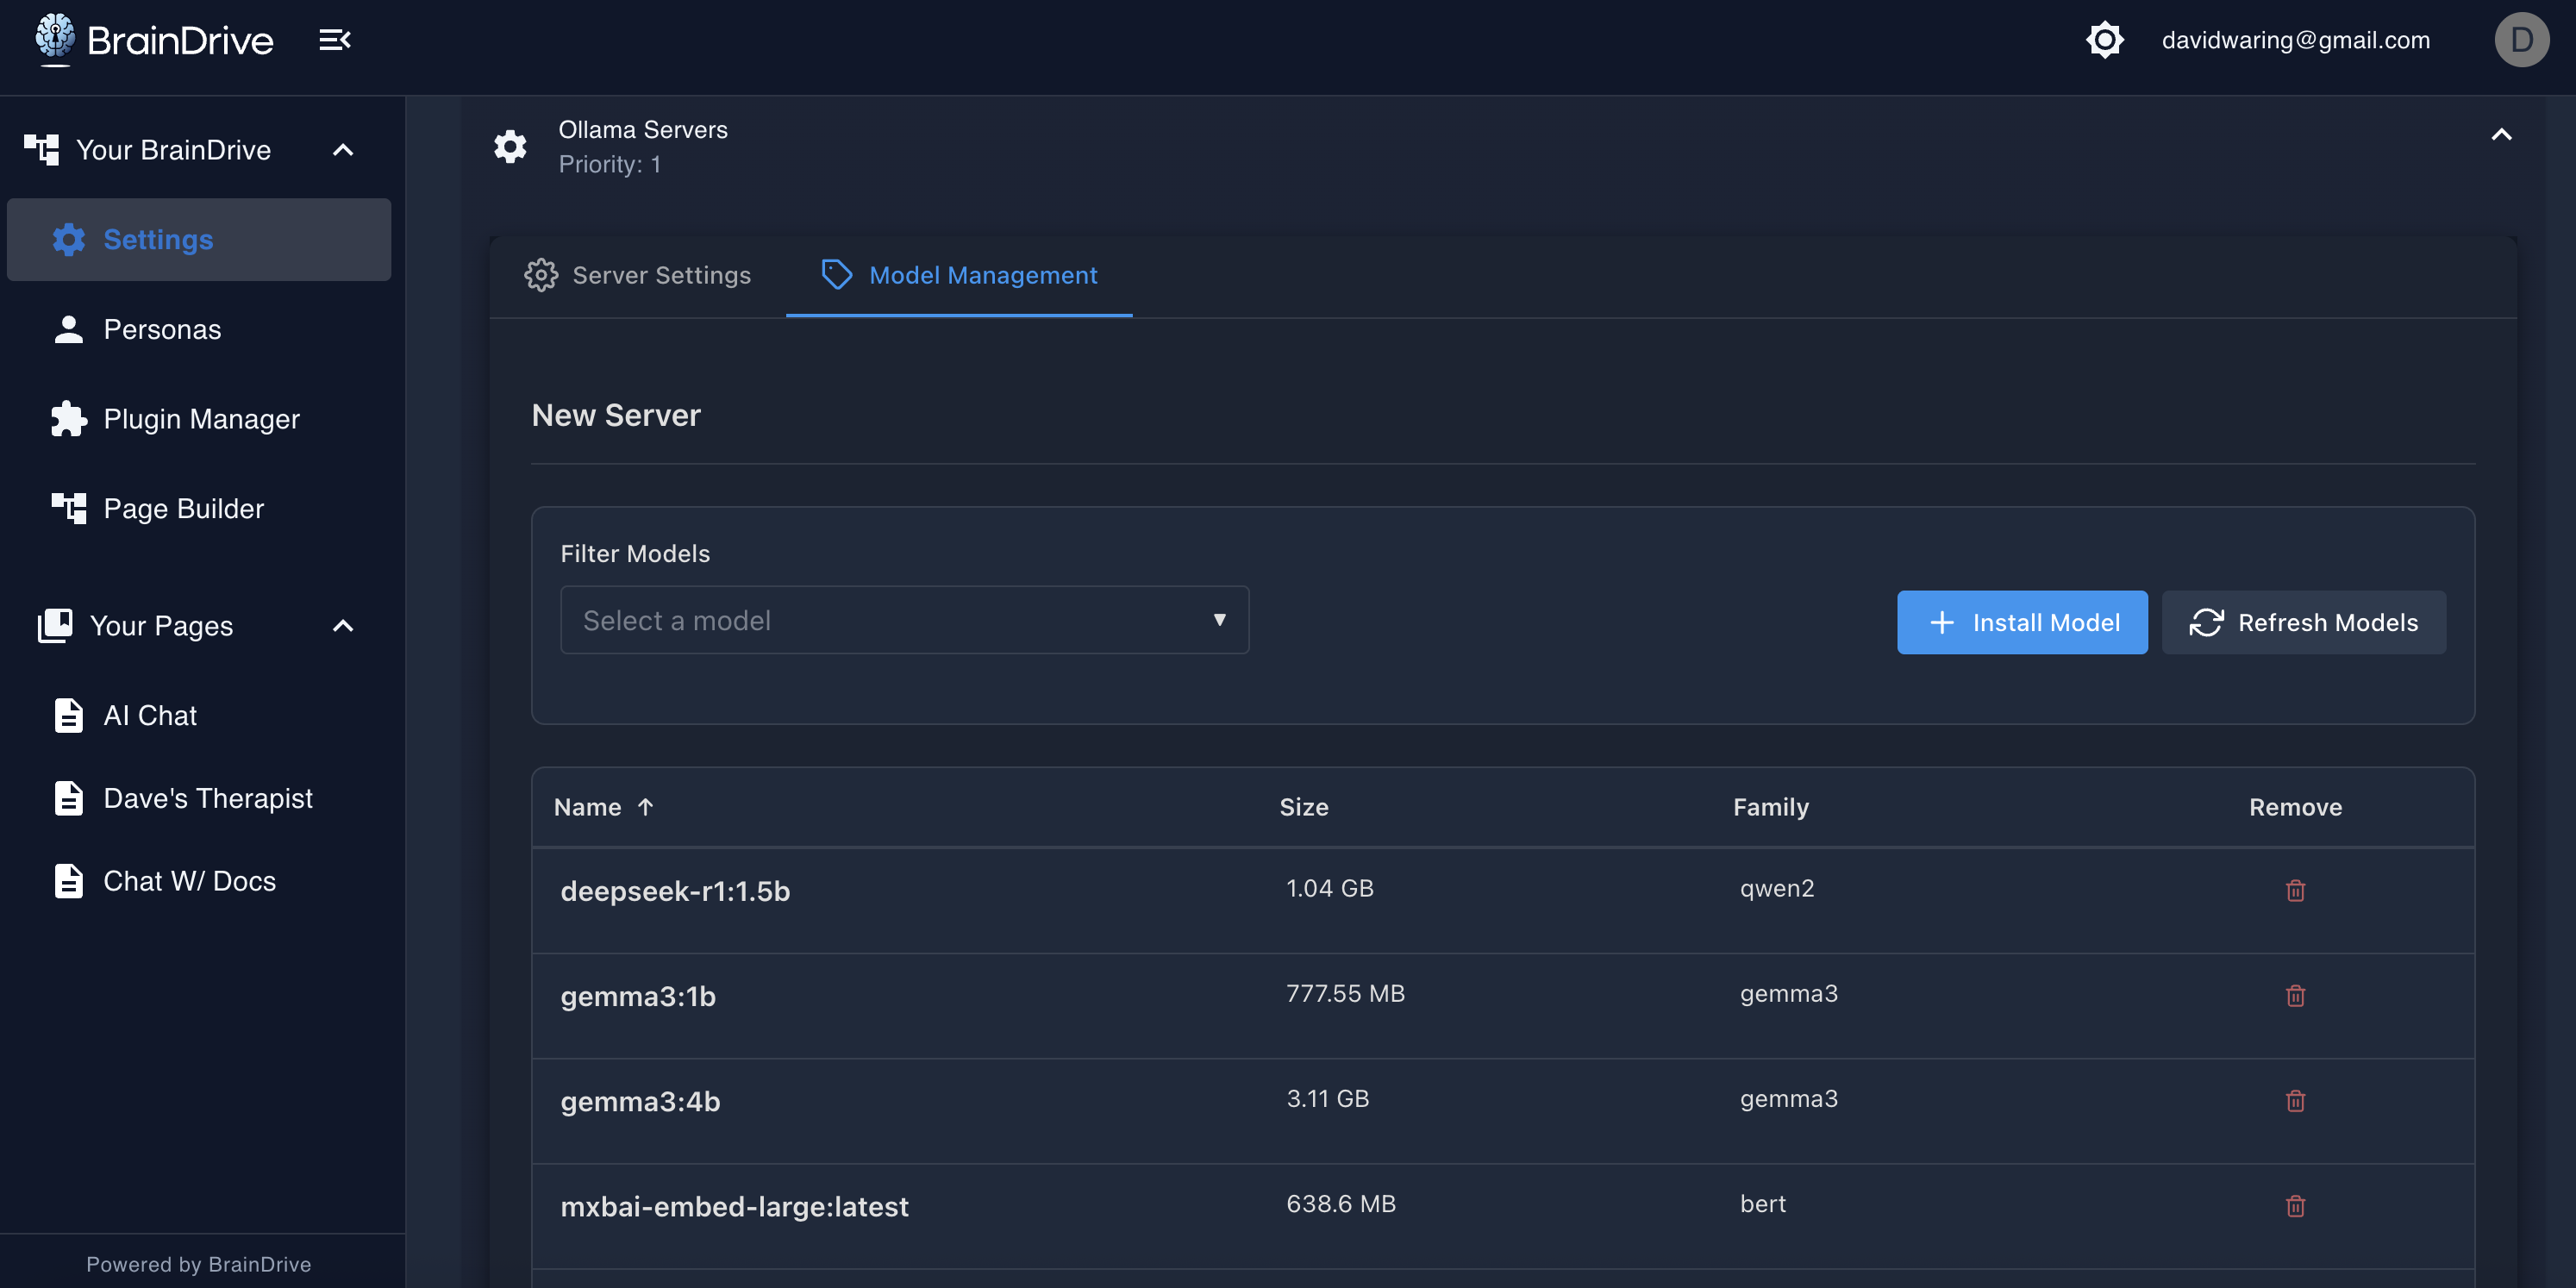 BrainDrive
davidwaring@gmail.com
D
Your BrainDrive
Settings
Personas
Plugin Manager
Page Builder
Your Pages
AI Chat
Dave's Therapist
Chat W/ Docs
Powered by BrainDrive
Ollama Servers
Priority: 1
Server Settings
Model Management
New Server
Filter Models
Select a model
Install Model
Refresh Models
Name Size Family Remove
deepseek-r1:1.5b 1.04 GB qwen2
gemma3:1b 777.55 MB gemma3
gemma3:4b 3.11 GB gemma3
mxbai-embed-large:latest 638.6 MB bert